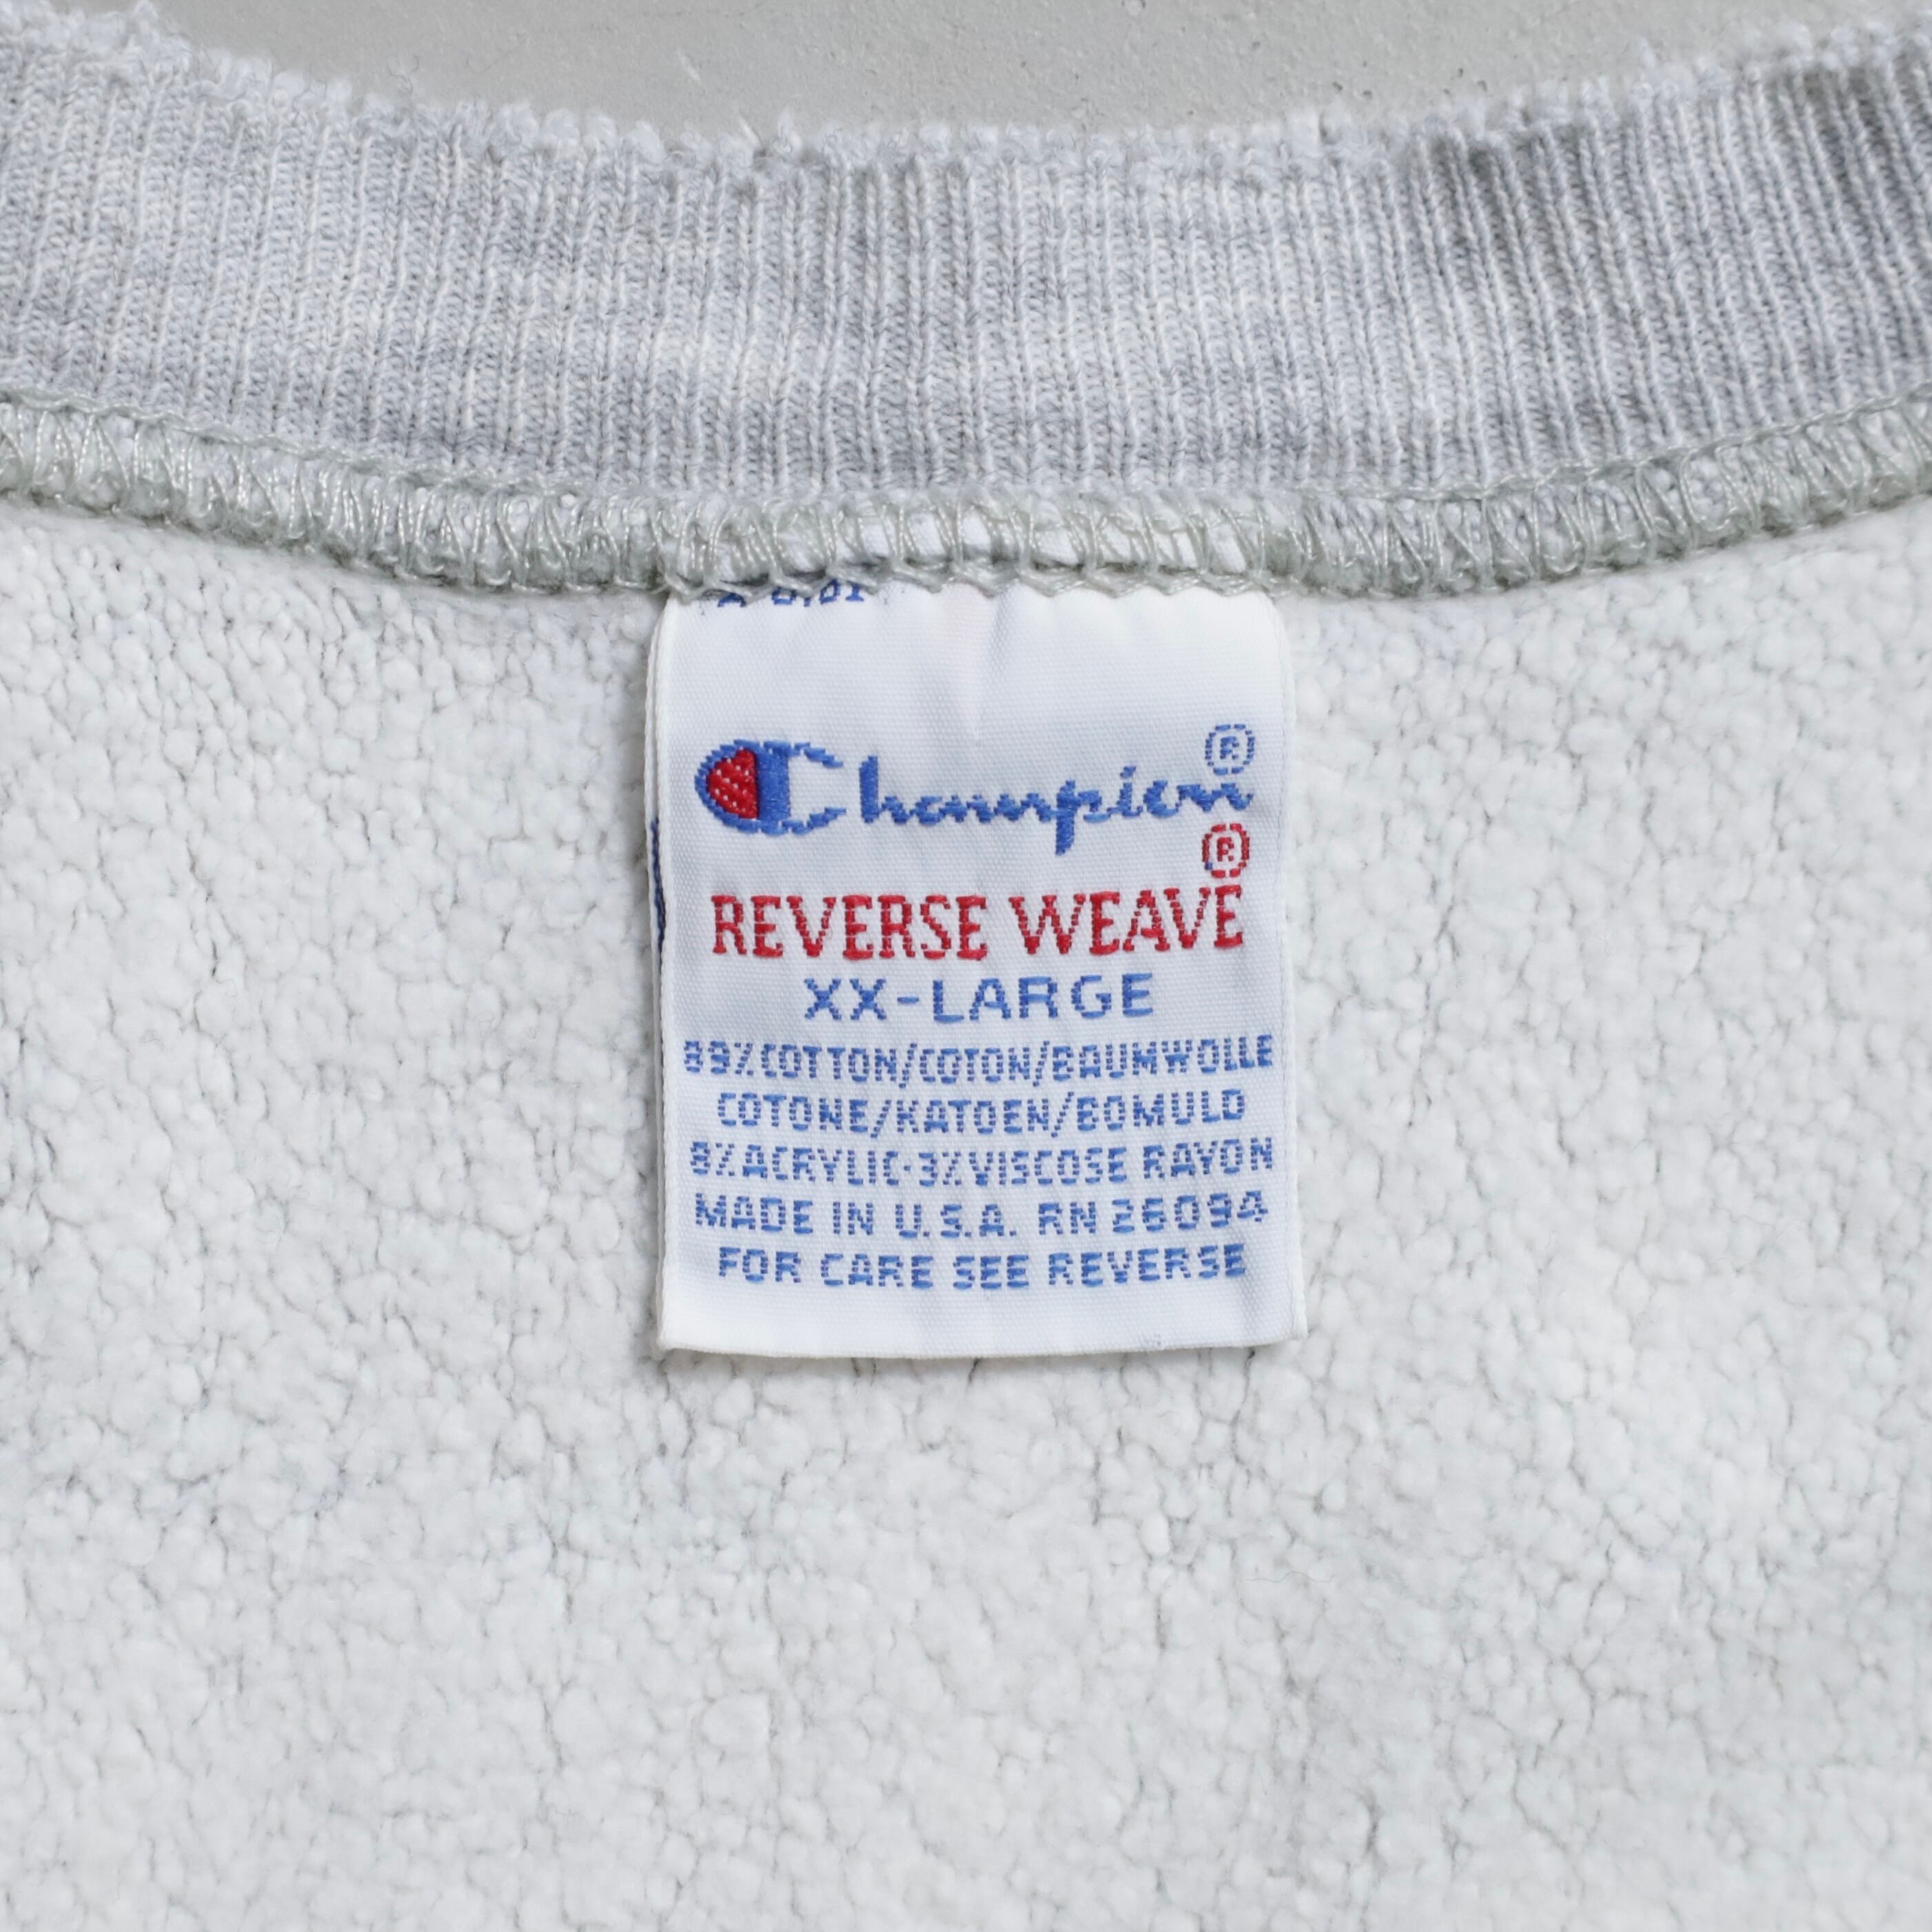 Champion®
REVERSE WEAVE®
XX-LARGE
89% COTTON/COTON/BAUMWOLLE
COTONE/KATOEN/BOMULD
8% ACRYLIC·3% VISCOSE RAYON
MADE IN U.S.A. RN 26094
FOR CARE SEE REVERSE